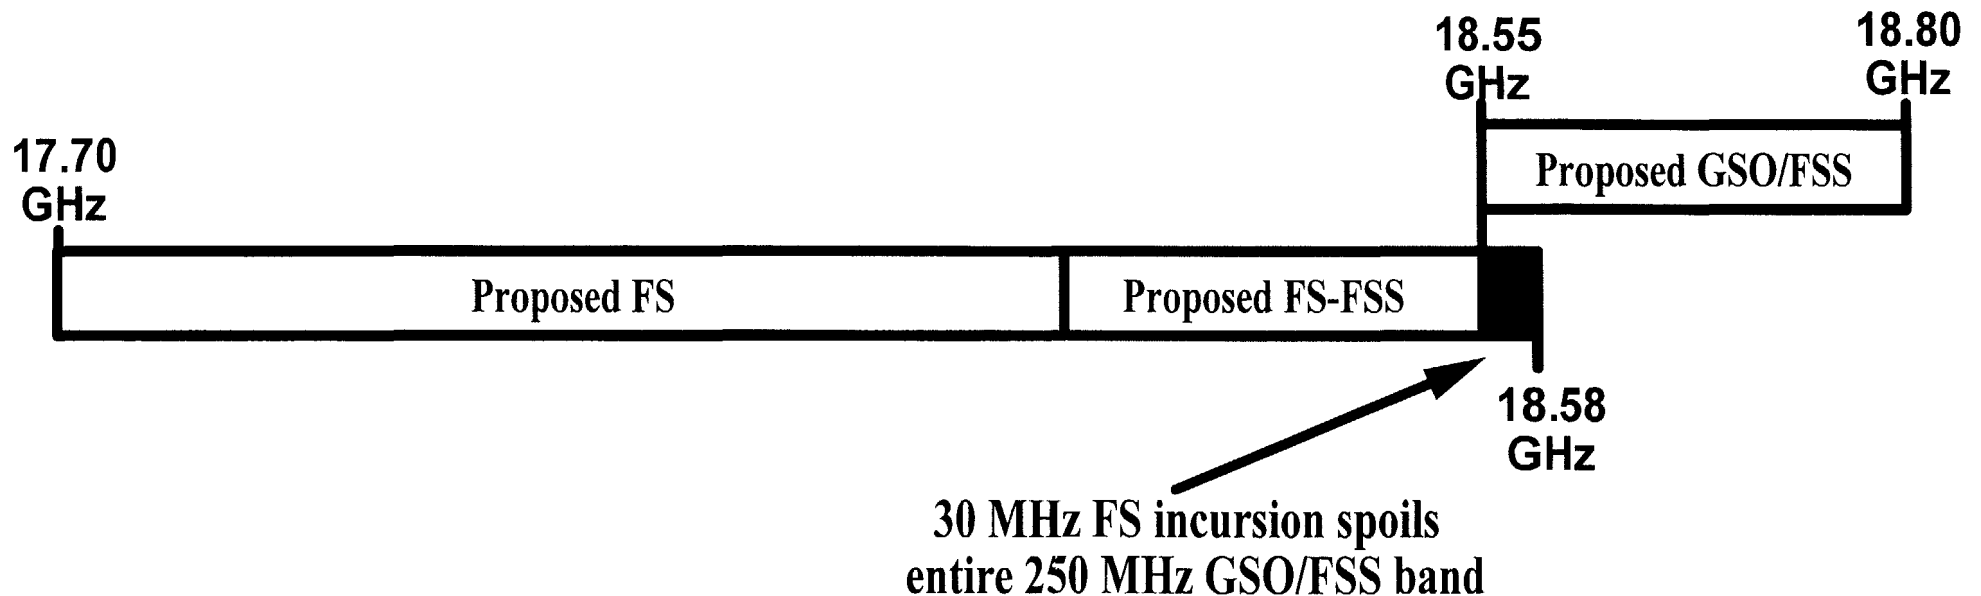 18.55
GHz
18.80
GHz
17.70
GHz
Proposed GSO/FSS
Proposed FS
Proposed FS-FSS
18.58
GHz
30 MHz FS incursion spoils
entire 250 MHz GSO/FSS band